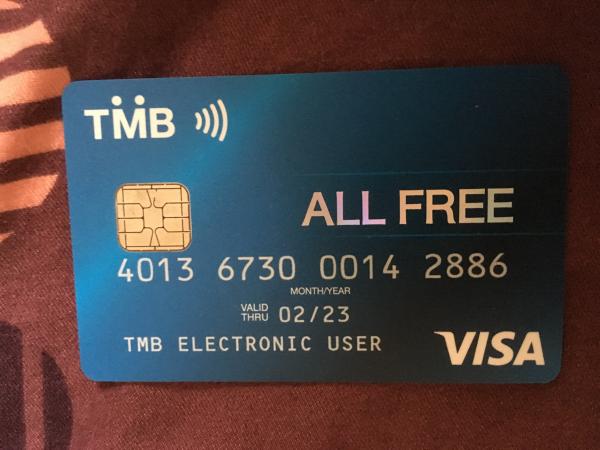 TMB
ALL FREE
4013 6730 0014 2886
MONTH/YEAR
VALID THRU 02/23
TMB ELECTRONIC USER
VISA